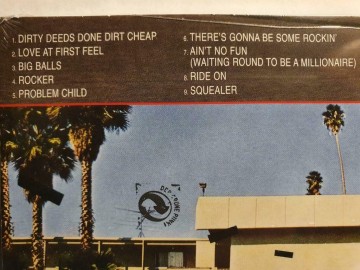 1. DIRTY DEEDS DONE DIRT CHEAP
2. LOVE AT FIRST FEEL
3. BIG BALLS
4. ROCKER
5. PROBLEM CHILD
6. THERE'S GONNA BE SOME ROCKIN'
7. AIN'T NO FUN
(WAITING ROUND TO BE A MILLIONAIRE)
8. RIDE ON
9. SQUEALER